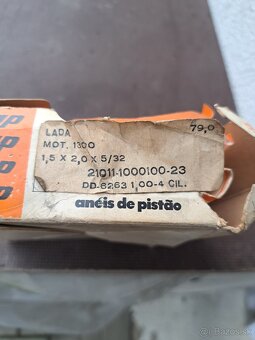 LADA 79,0
MOT. 1300
1,5 X 2,0 X 5/32
21011-1000100-23
DD-6263 1,00-4 CIL.
anéis de pistão